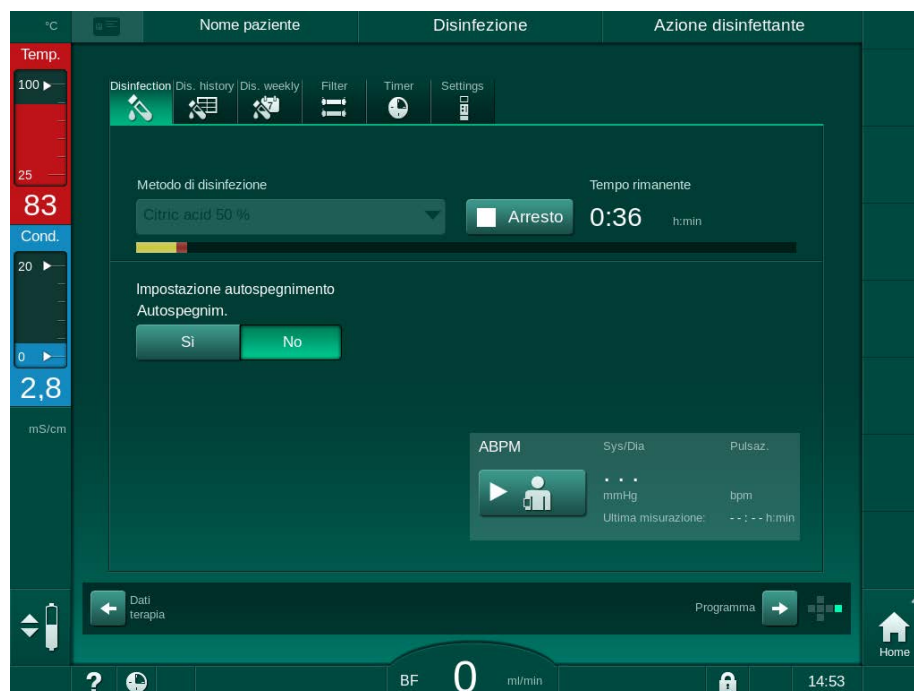 °C
Nome paziente
Disinfezione
Azione disinfettante
Temp.
100
25
83
Cond.
20
0
2,8
mS/cm
Disinfection
Dis. history
Dis. weekly
Filter
Timer
Settings
Metodo di disinfezione
Tempo rimanente
Citric acid 50 %
Arresto
0:36 h:min
Impostazione autospegnimento
Autospegnim.
Sì
No
ABPM
Sys/Dia
Pulsaz.
. . .
mmHg
bpm
Ultima misurazione:
--:-- h:min
Dati
terapia
Programma
Home
?
BF 0 ml/min
14:53